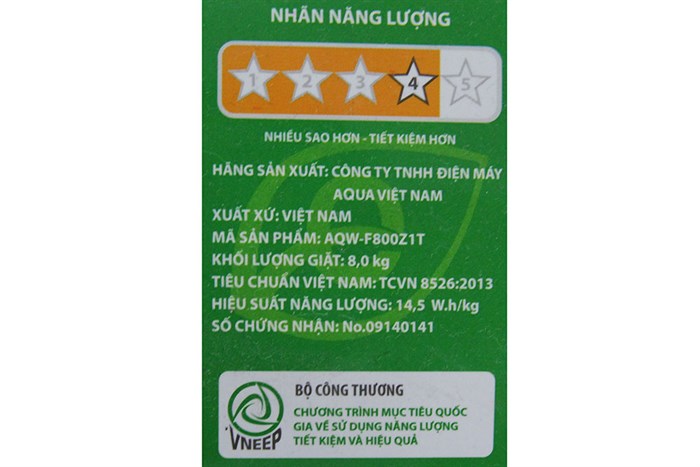 NHÃN NĂNG LƯỢNG
1 2 3 4 5
NHIỀU SAO HƠN - TIẾT KIỆM HƠN
HÃNG SẢN XUẤT: CÔNG TY TNHH ĐIỆN MÁY
AQUA VIỆT NAM
XUẤT XỨ: VIỆT NAM
MÃ SẢN PHẨM: AQW-F800Z1T
KHỐI LƯỢNG GIẶT: 8,0 kg
TIÊU CHUẨN VIỆT NAM: TCVN 8526:2013
HIỆU SUẤT NĂNG LƯỢNG: 14,5 W.h/kg
SỐ CHỨNG NHẬN: No.09140141
BỘ CÔNG THƯƠNG
CHƯƠNG TRÌNH MỤC TIÊU QUỐC
GIA VỀ SỬ DỤNG NĂNG LƯỢNG
TIẾT KIỆM VÀ HIỆU QUẢ
VNEEP